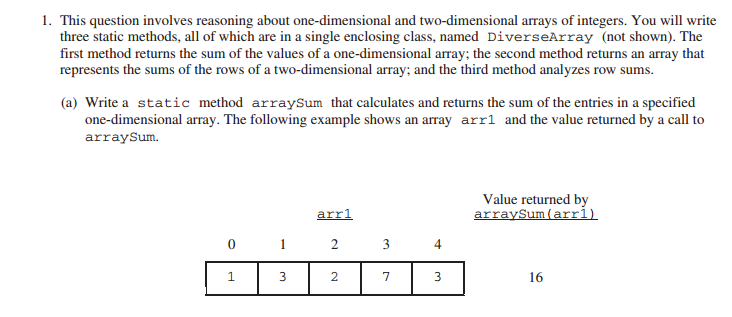 1. This question involves reasoning about one-dimensional and two-dimensional arrays of integers. You will write
three static methods, all of which are in a single enclosing class, named DiverseArray (not shown). The
first method returns the sum of the values of a one-dimensional array; the second method returns an array that
represents the sums of the rows of a two-dimensional array; and the third method analyzes row sums.
(a) Write a static method arraySum that calculates and returns the sum of the entries in a specified
one-dimensional array. The following example shows an array arr1 and the value returned by a call to
arraySum.
Value returned by
arr1 arraySum(arr1)
0 1 2 3 4
1 3 2 7 3 16